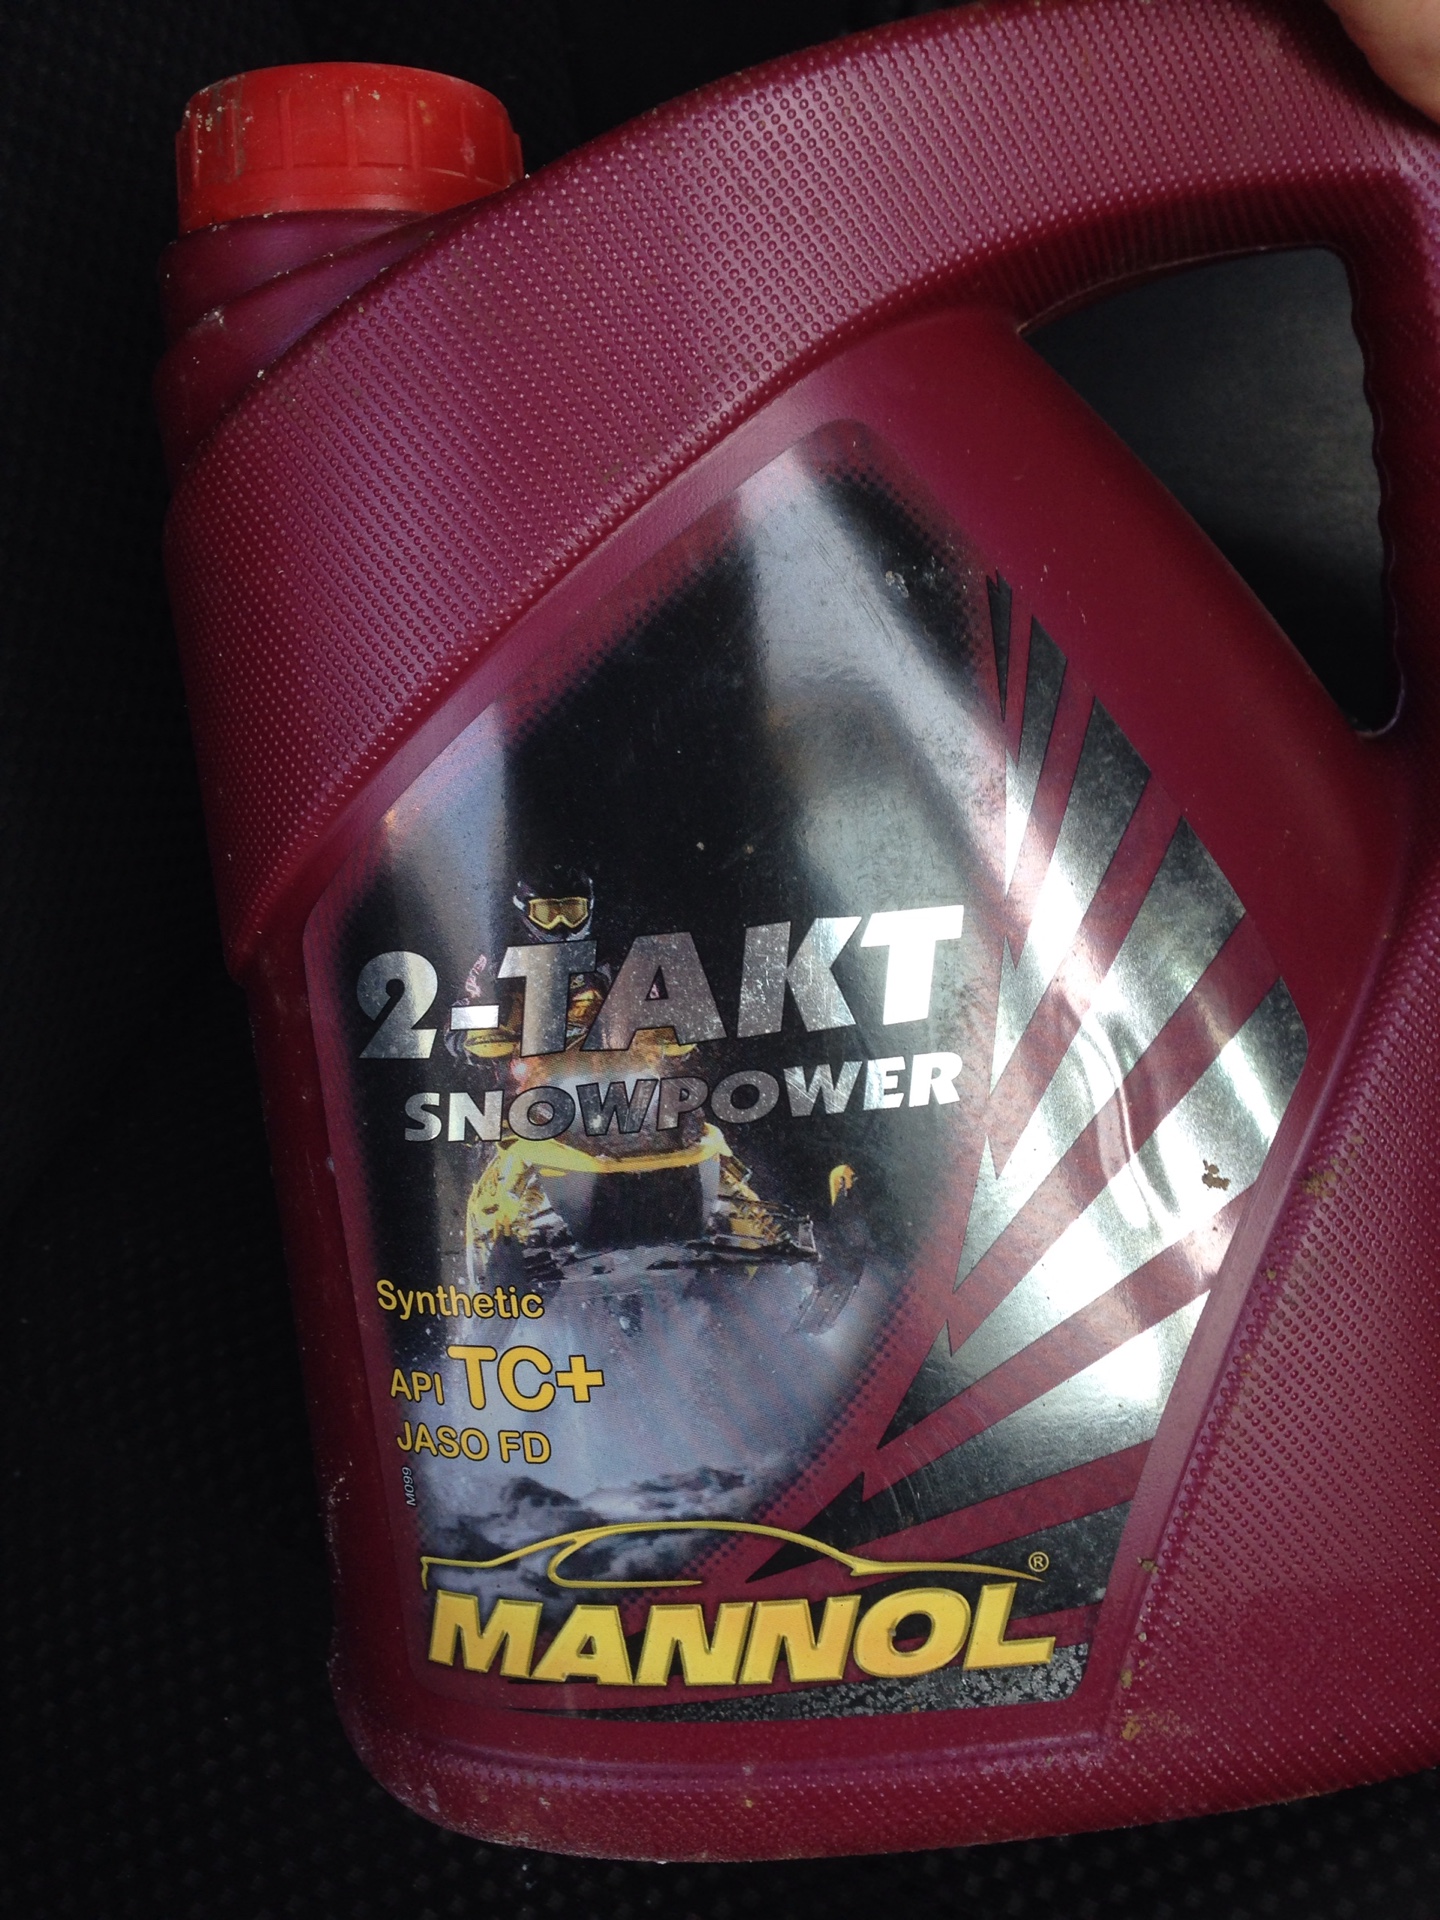 2-TAKT
SNOWPOWER
Synthetic
API TC+
JASO FD
M099
MANNOL®